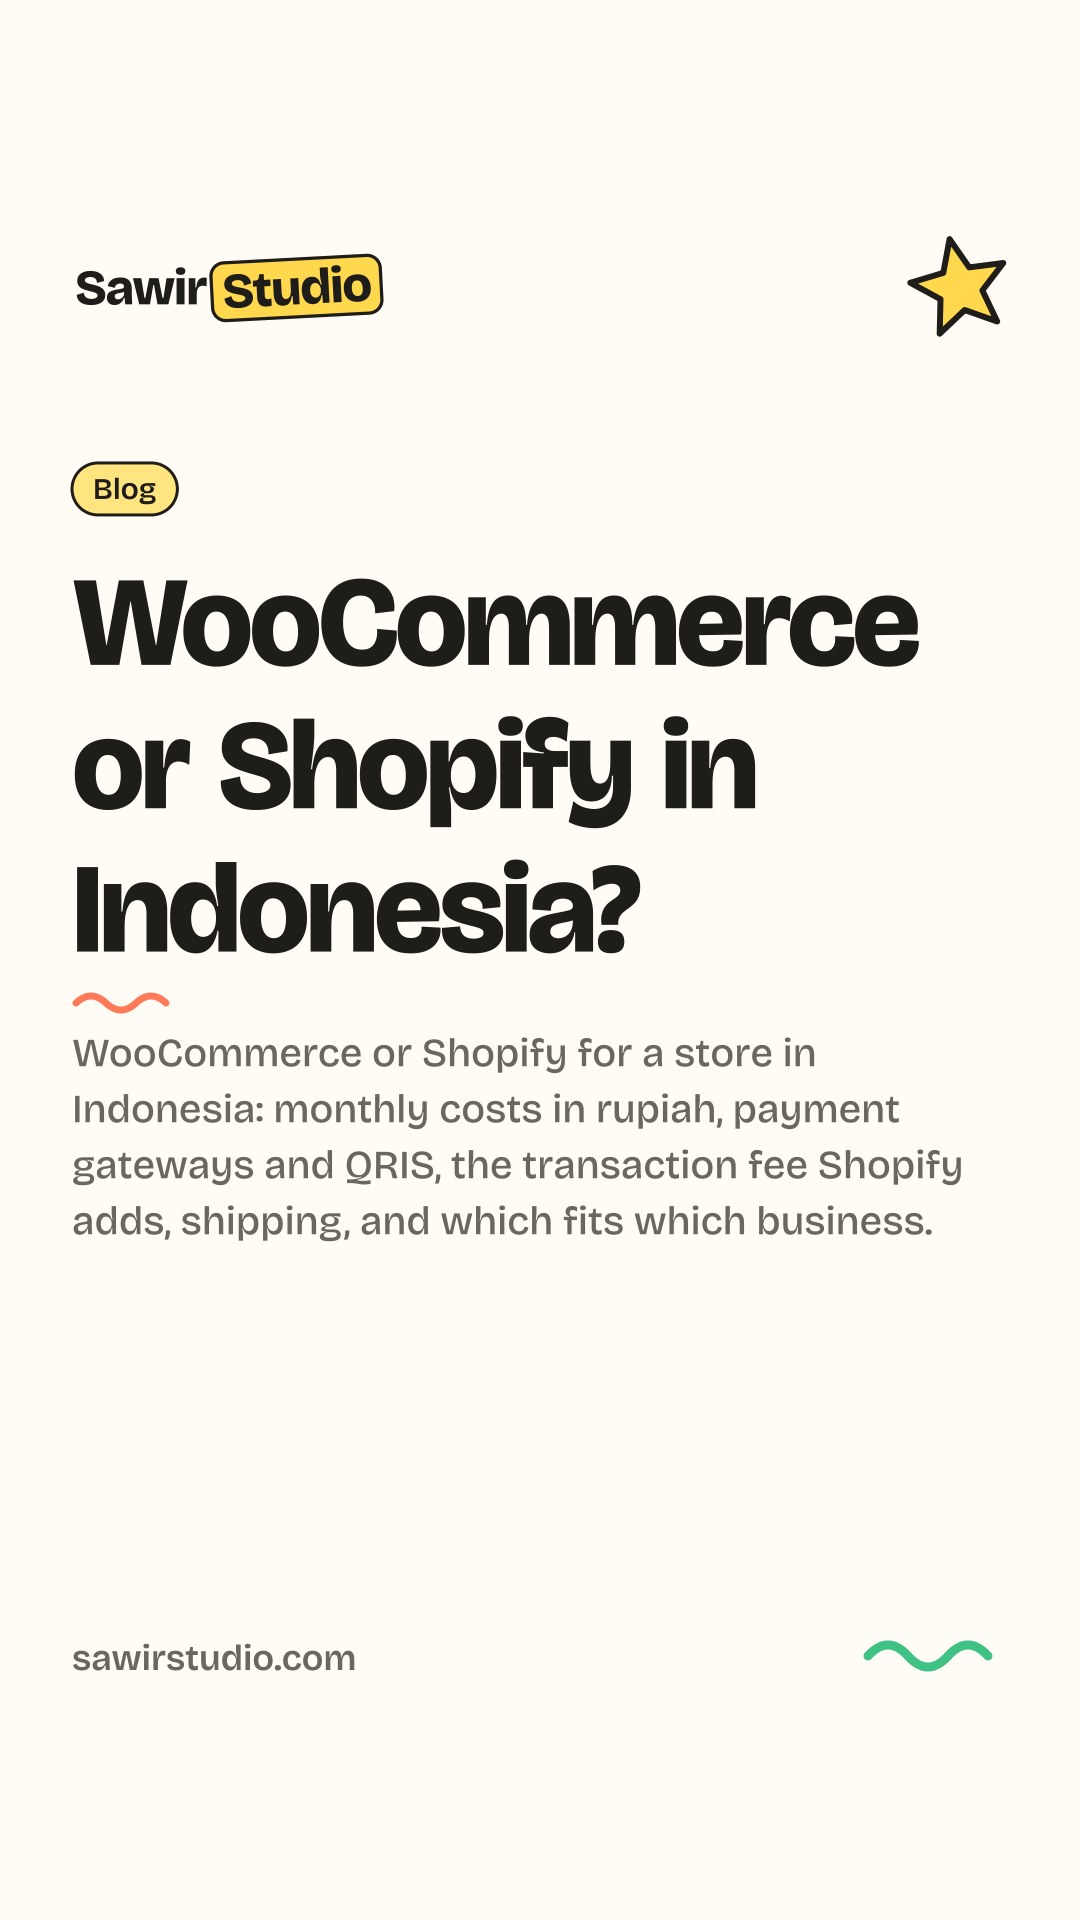 Sawir Studio
Blog
WooCommerce
or Shopify in
Indonesia?
WooCommerce or Shopify for a store in
Indonesia: monthly costs in rupiah, payment
gateways and QRIS, the transaction fee Shopify
adds, shipping, and which fits which business.
sawirstudio.com